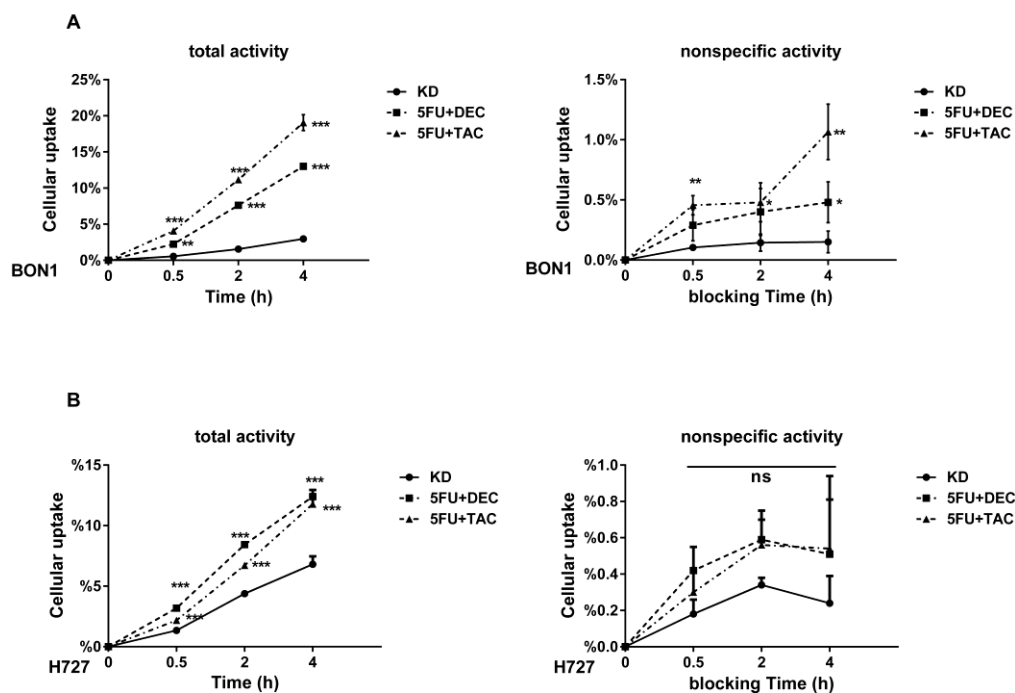 A
total activity
25%
20%
15%
10%
5%
0%
Cellular uptake
***
***
***
***
***
**
0
0.5
2
4
Time (h)
BON1
KD
5FU+DEC
5FU+TAC
nonspecific activity
1.5%
1.0%
0.5%
0.0%
Cellular uptake
**
**
*
*
0
0.5
2
4
blocking Time (h)
KD
5FU+DEC
5FU+TAC
B
total activity
%15
%10
%5
%0
Cellular uptake
***
***
***
***
***
***
0
0.5
2
4
Time (h)
H727
KD
5FU+DEC
5FU+TAC
nonspecific activity
%1.0
%0.8
%0.6
%0.4
%0.2
%0.0
Cellular uptake
ns
0
0.5
2
4
blocking Time (h)
H727
KD
5FU+DEC
5FU+TAC